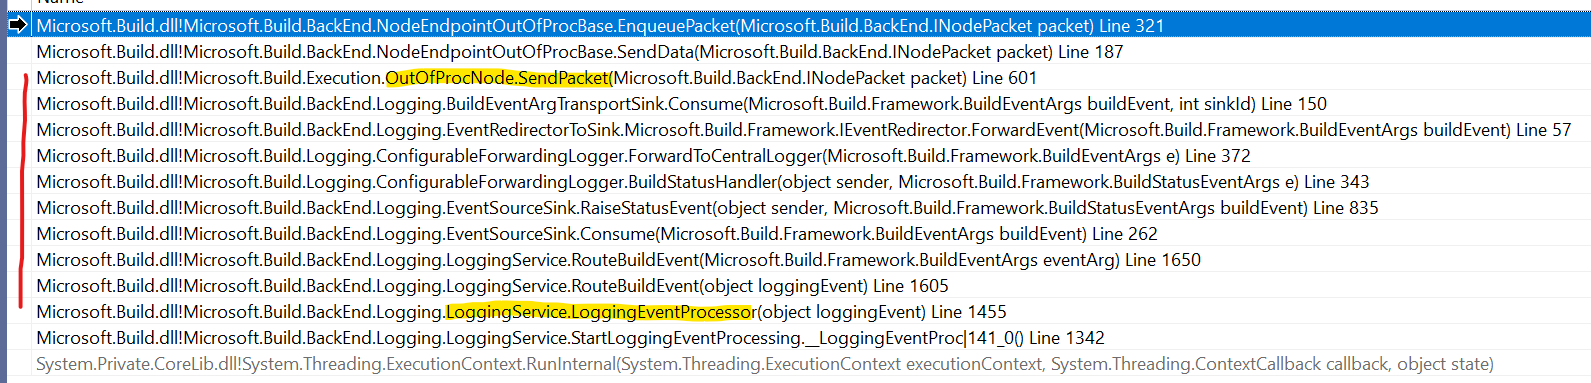 Name
Microsoft.Build.dll!Microsoft.Build.BackEnd.NodeEndpointOutOfProcBase.EnqueuePacket(Microsoft.Build.BackEnd.INodePacket packet) Line 321
Microsoft.Build.dll!Microsoft.Build.BackEnd.NodeEndpointOutOfProcBase.SendData(Microsoft.Build.BackEnd.INodePacket packet) Line 187
Microsoft.Build.dll!Microsoft.Build.Execution.OutOfProcNode.SendPacket(Microsoft.Build.BackEnd.INodePacket packet) Line 601
Microsoft.Build.dll!Microsoft.Build.BackEnd.Logging.BuildEventArgTransportSink.Consume(Microsoft.Build.Framework.BuildEventArgs buildEvent, int sinkId) Line 150
Microsoft.Build.dll!Microsoft.Build.BackEnd.Logging.EventRedirectorToSink.Microsoft.Build.Framework.IEventRedirector.ForwardEvent(Microsoft.Build.Framework.BuildEventArgs buildEvent) Line 57
Microsoft.Build.dll!Microsoft.Build.Logging.ConfigurableForwardingLogger.ForwardToCentralLogger(Microsoft.Build.Framework.BuildEventArgs e) Line 372
Microsoft.Build.dll!Microsoft.Build.Logging.ConfigurableForwardingLogger.BuildStatusHandler(object sender, Microsoft.Build.Framework.BuildStatusEventArgs e) Line 343
Microsoft.Build.dll!Microsoft.Build.BackEnd.Logging.EventSourceSink.RaiseStatusEvent(object sender, Microsoft.Build.Framework.BuildStatusEventArgs buildEvent) Line 835
Microsoft.Build.dll!Microsoft.Build.BackEnd.Logging.EventSourceSink.Consume(Microsoft.Build.Framework.BuildEventArgs buildEvent) Line 262
Microsoft.Build.dll!Microsoft.Build.BackEnd.Logging.LoggingService.RouteBuildEvent(Microsoft.Build.Framework.BuildEventArgs eventArg) Line 1650
Microsoft.Build.dll!Microsoft.Build.BackEnd.Logging.LoggingService.RouteBuildEvent(object loggingEvent) Line 1605
Microsoft.Build.dll!Microsoft.Build.BackEnd.Logging.LoggingService.LoggingEventProcessor(object loggingEvent) Line 1455
Microsoft.Build.dll!Microsoft.Build.BackEnd.Logging.LoggingService.StartLoggingEventProcessing.__LoggingEventProc|141_0() Line 1342
System.Private.CoreLib.dll!System.Threading.ExecutionContext.RunInternal(System.Threading.ExecutionContext executionContext, System.Threading.ContextCallback callback, object state)